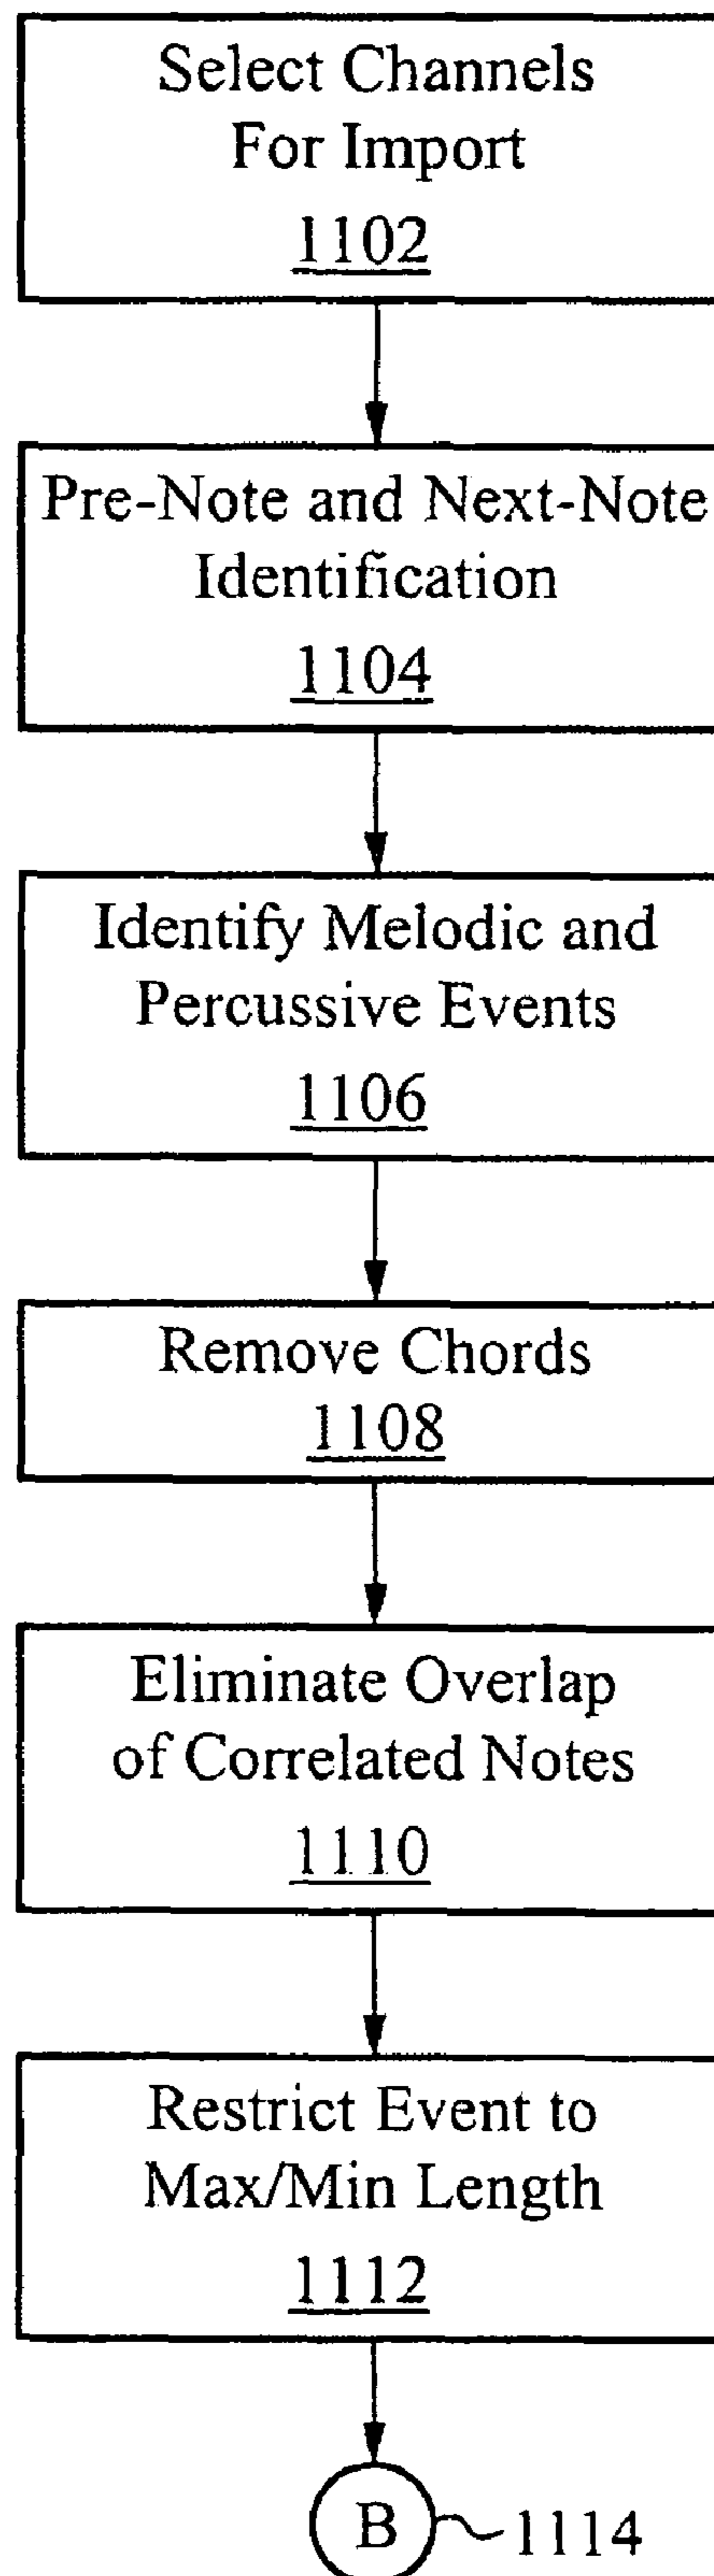 Select Channels
For Import
1102
Pre-Note and Next-Note
Identification
1104
Identify Melodic and
Percussive Events
1106
Remove Chords
1108
Eliminate Overlap
of Correlated Notes
1110
Restrict Event to
Max/Min Length
1112
B
1114